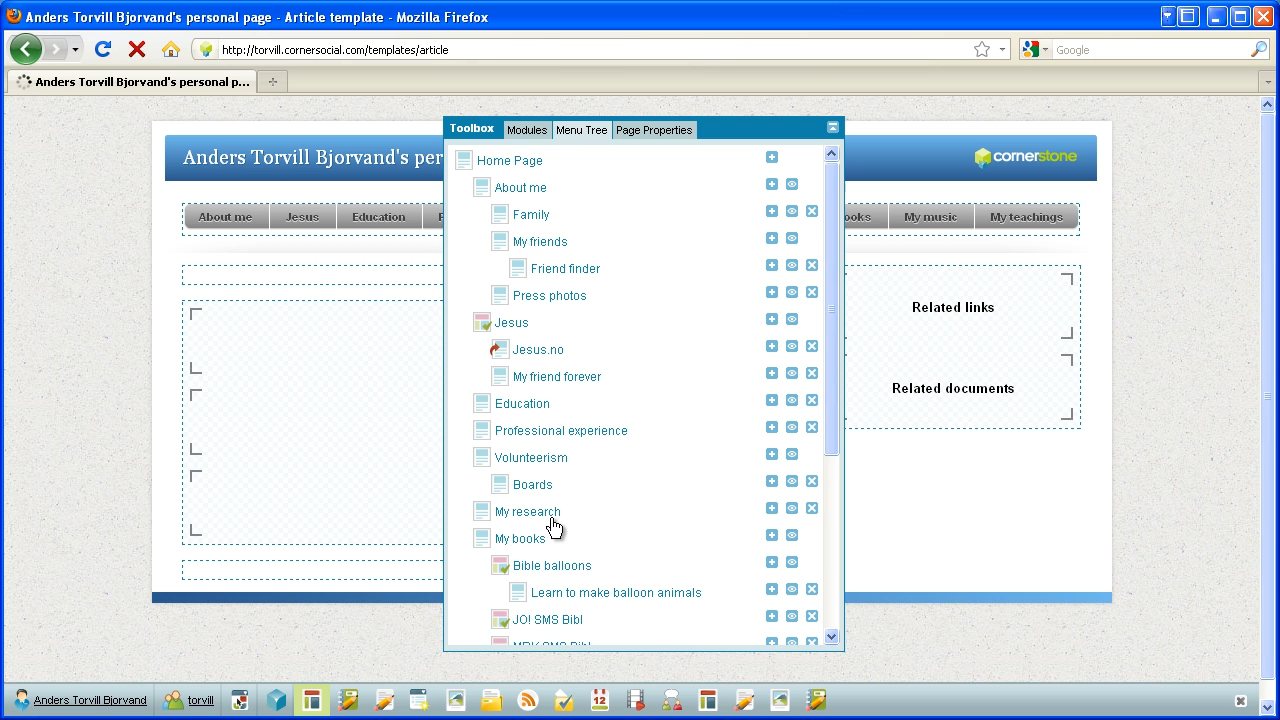 Anders Torvill Bjorvand's personal page - Article template - Mozilla Firefox
http://torvill.cornersocial.com/templates/article
Google
Anders Torvill Bjorvand's personal p...
Toolbox
Modules
Menu Tree
Page Properties
Anders Torvill Bjorvand's per
cornerstone
Home Page
About me
Family
My friends
Friend finder
Press photos
Jesus
Jesus.no
My friend forever
Education
Professional experience
Volunteerism
Boards
My research
My books
Bible balloons
Learn to make balloon animals
JO! SMS Bibl
About me
Jesus
Education
ooks
My music
My teachings
Related links
Related documents
Anders Torvill Bjorvand
torvill
12